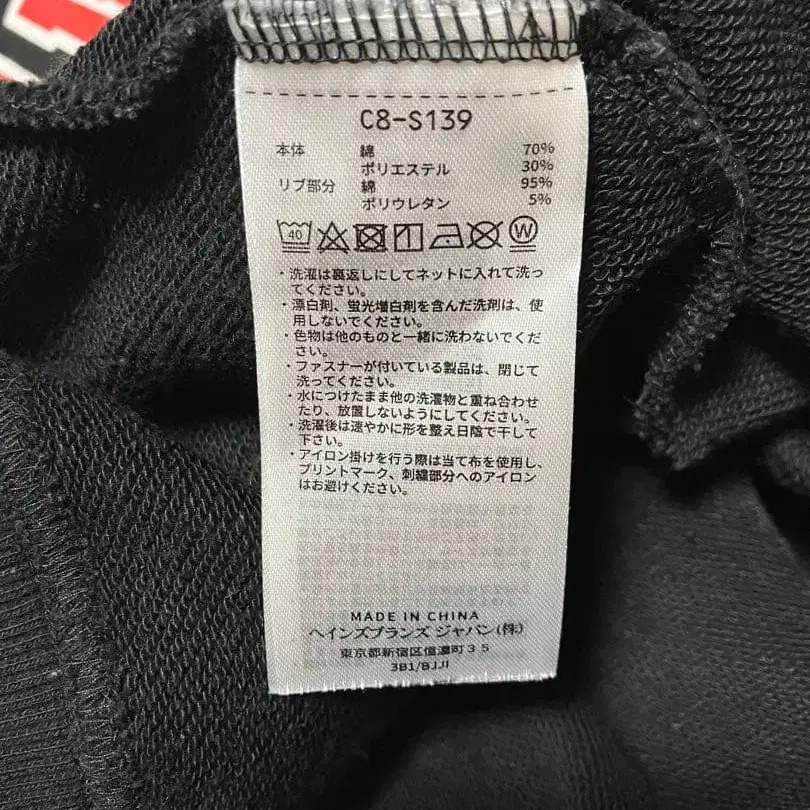 C8-S139
本体 綿 70%
ポリエステル 30%
リブ部分 綿 95%
ポリウレタン 5%
40 W
・洗濯は裏返しにしてネットに入れて洗っ
てください。
・漂白剤、蛍光増白剤を含んだ洗剤は、使
用しないでください。
・色物は他のものと一緒に洗わないでくだ
さい。
・ファスナーが付いている製品は、閉じて
洗ってください。
・水につけたまま他の洗濯物と重ね合わせ
たり、放置しないようにしてください。
・洗濯後は速やかに形を整え日陰で干して
下さい。
・アイロン掛けを行う際は当て布を使用し、
プリントマーク、刺繍部分へのアイロン
はお避けください。
MADE IN CHINA
ヘインズブランズ ジャパン(株)
東京都新宿区信濃町35
3B1/BJJI